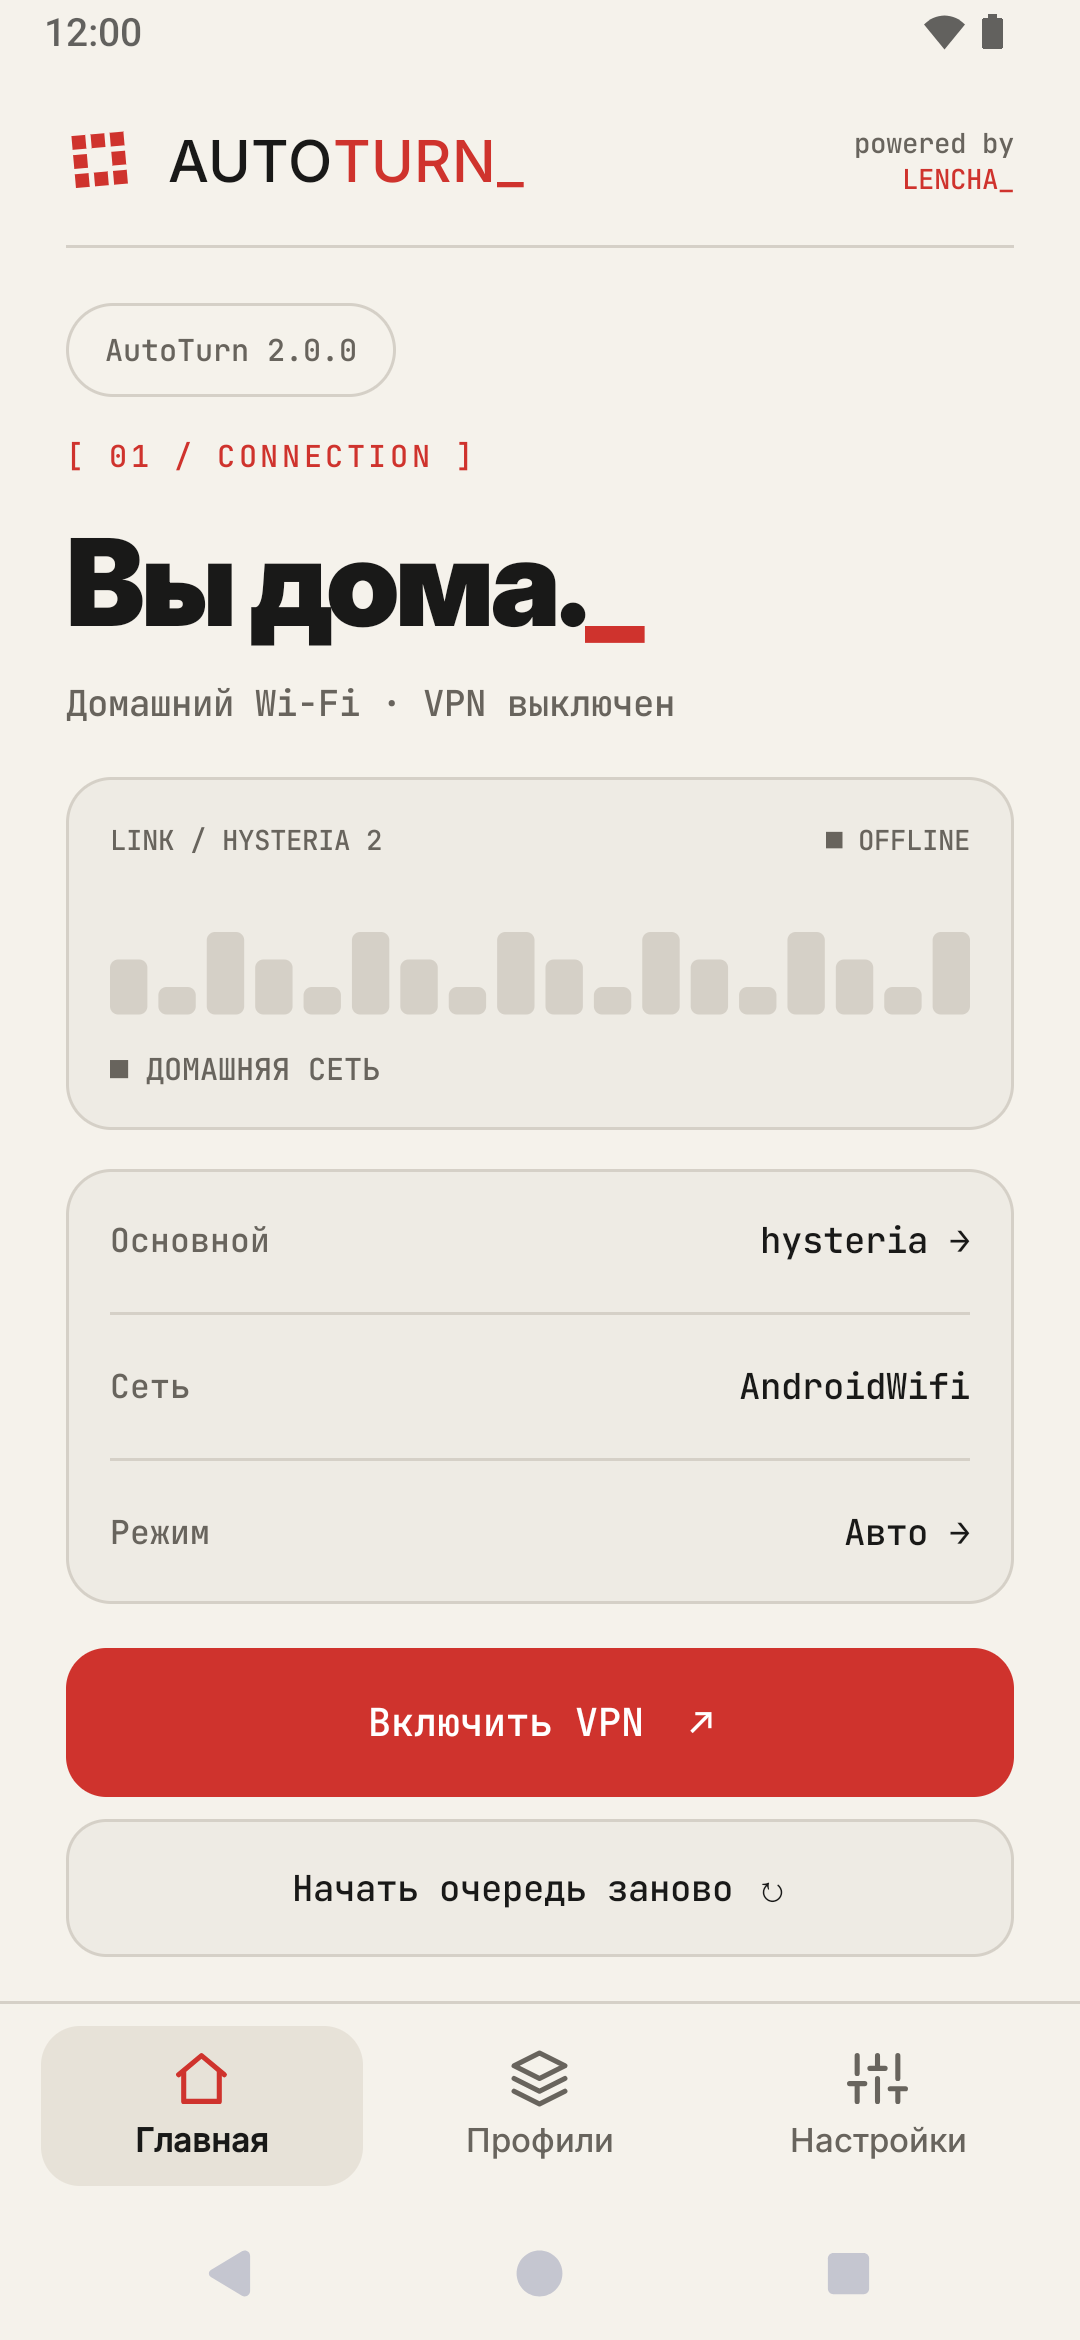 12:00
AUTOTURN_
powered by
LENCHA_
AutoTurn 2.0.0
[ 01 / CONNECTION ]
Вы дома._
Домашний Wi-Fi · VPN выключен
LINK / HYSTERIA 2
■ OFFLINE
■ ДОМАШНЯЯ СЕТЬ
Основной
hysteria →
Сеть
AndroidWifi
Режим
Авто →
Включить VPN ↗
Начать очередь заново ↻
Главная
Профили
Настройки